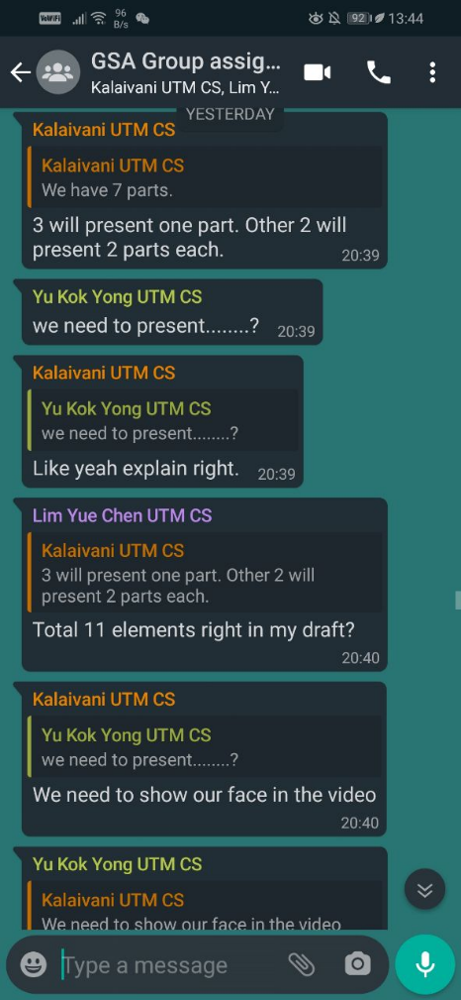 VoWiFi 96 B/s 92 13:44
GSA Group assig...
Kalaivani UTM CS, Lim Y...
YESTERDAY
Kalaivani UTM CS
Kalaivani UTM CS
We have 7 parts.
3 will present one part. Other 2 will
present 2 parts each.
20:39
Yu Kok Yong UTM CS
we need to present........? 20:39
Kalaivani UTM CS
Yu Kok Yong UTM CS
we need to present........?
Like yeah explain right. 20:39
Lim Yue Chen UTM CS
Kalaivani UTM CS
3 will present one part. Other 2 will
present 2 parts each.
Total 11 elements right in my draft?
20:40
Kalaivani UTM CS
Yu Kok Yong UTM CS
we need to present........?
We need to show our face in the video
20:40
Yu Kok Yong UTM CS
Kalaivani UTM CS
We need to show our face in the video
Type a message